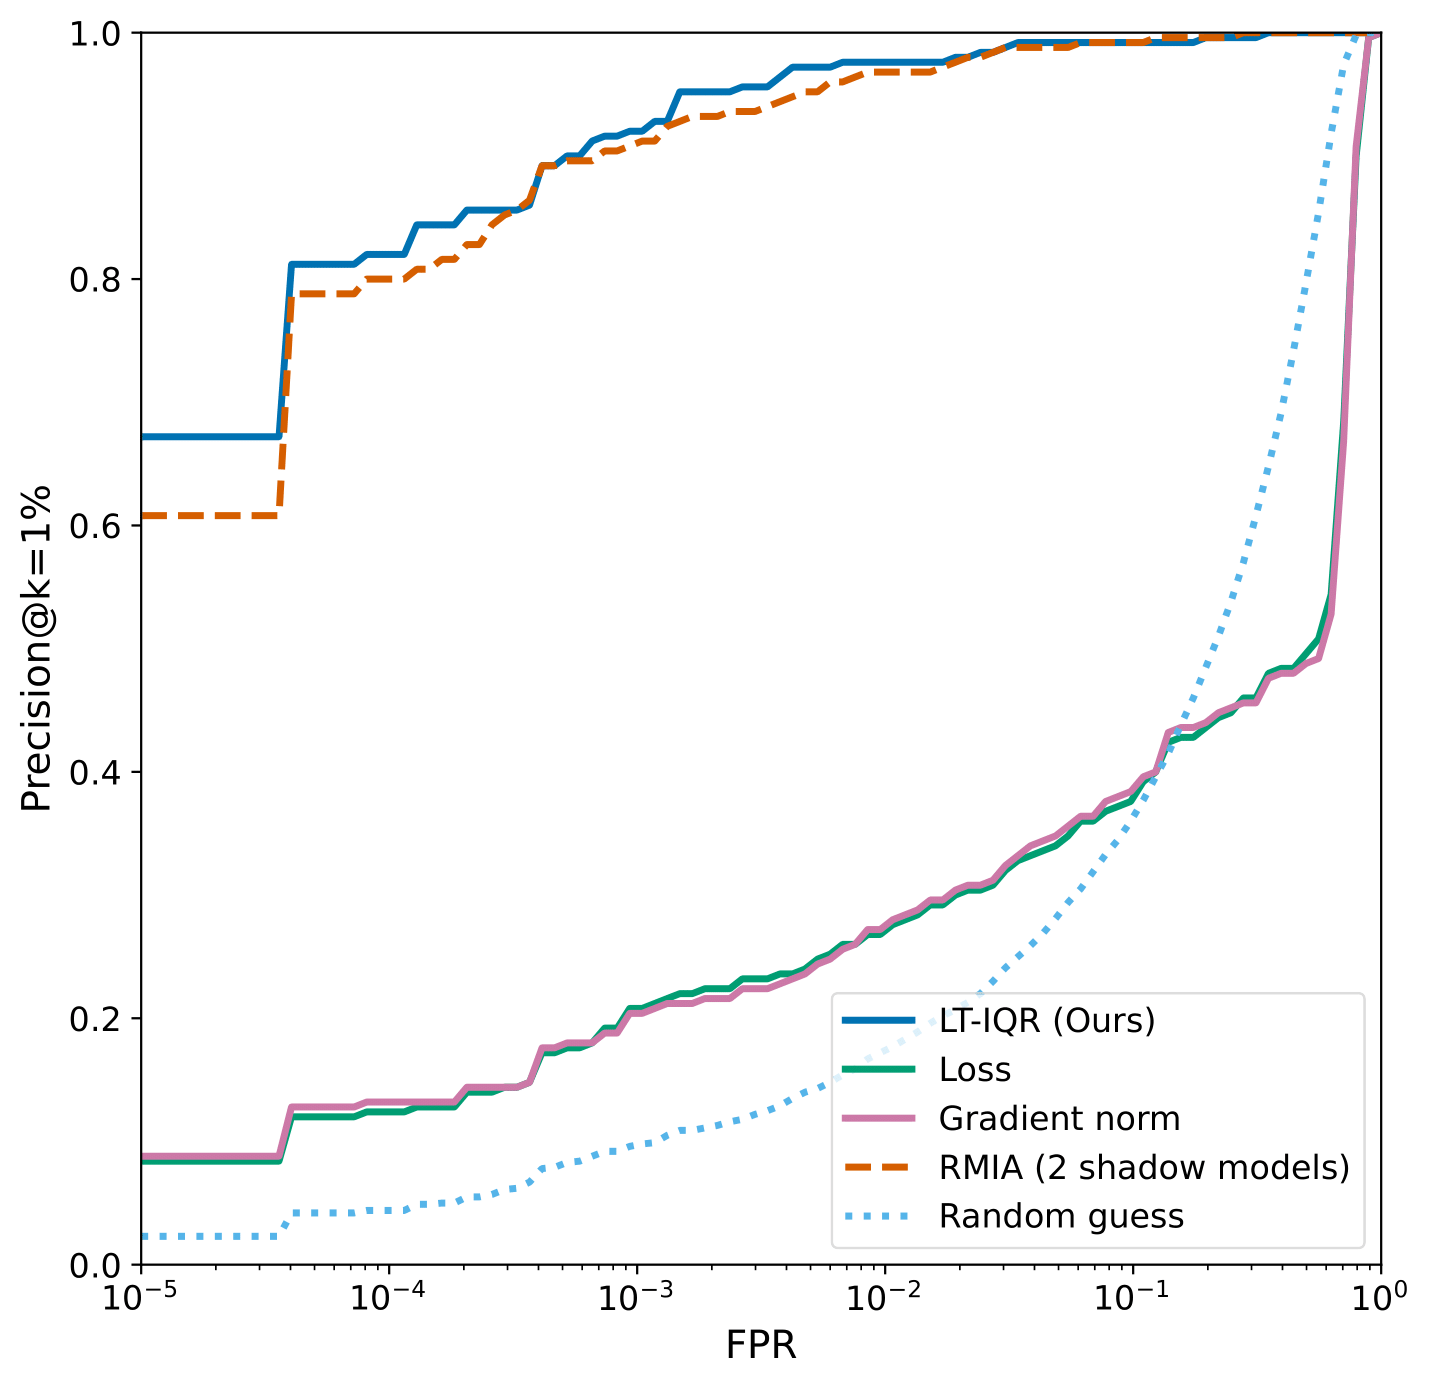 1.0
0.8
0.6
0.4
0.2
0.0
Precision@k=1%
10⁻⁵ 10⁻⁴ 10⁻³ 10⁻² 10⁻¹ 10⁰
FPR
LT-IQR (Ours)
Loss
Gradient norm
RMIA (2 shadow models)
Random guess